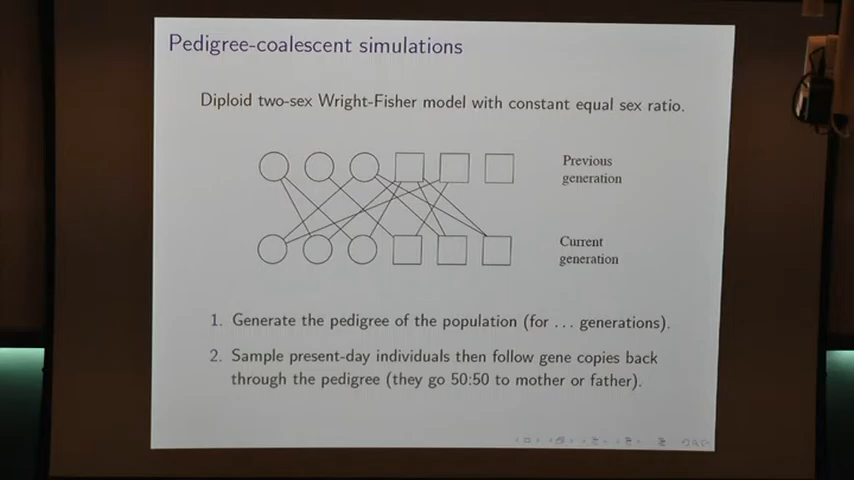 Pedigree-coalescent simulations
Diploid two-sex Wright-Fisher model with constant equal sex ratio.
Previous
generation
Current
generation
1. Generate the pedigree of the population (for ... generations).
2. Sample present-day individuals then follow gene copies back
through the pedigree (they go 50:50 to mother or father).